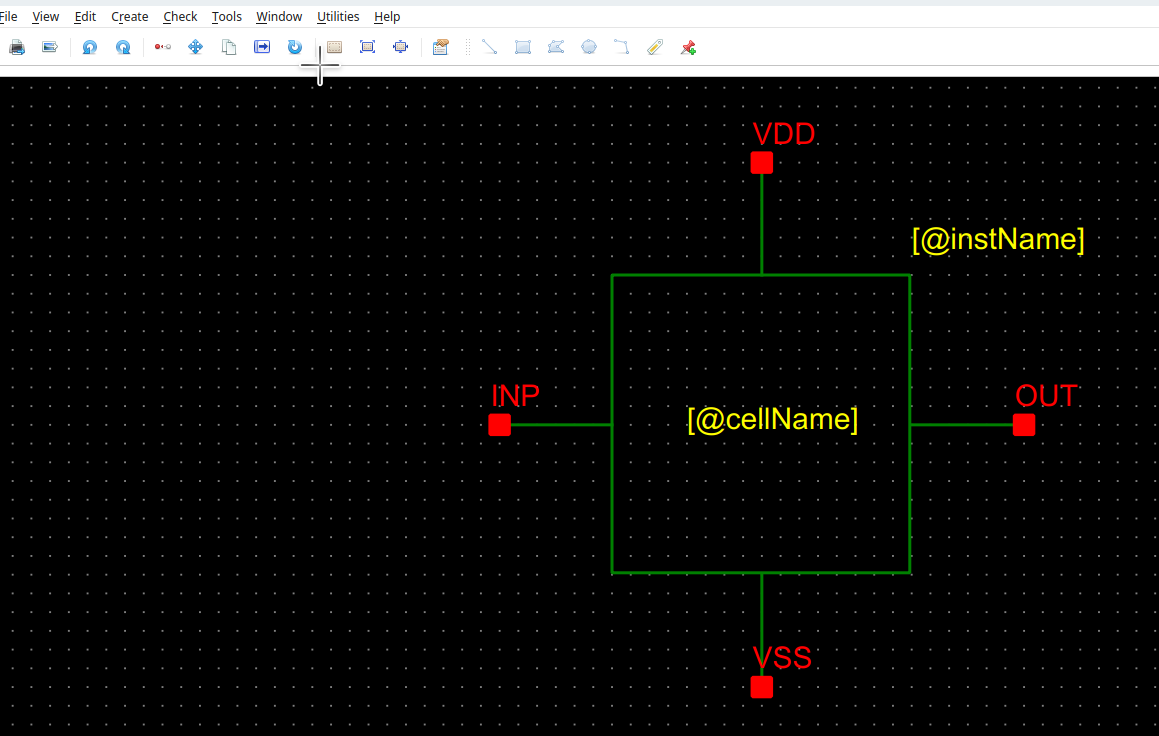 File View Edit Create Check Tools Window Utilities Help
VDD
[@instName]
INP
OUT
[@cellName]
VSS